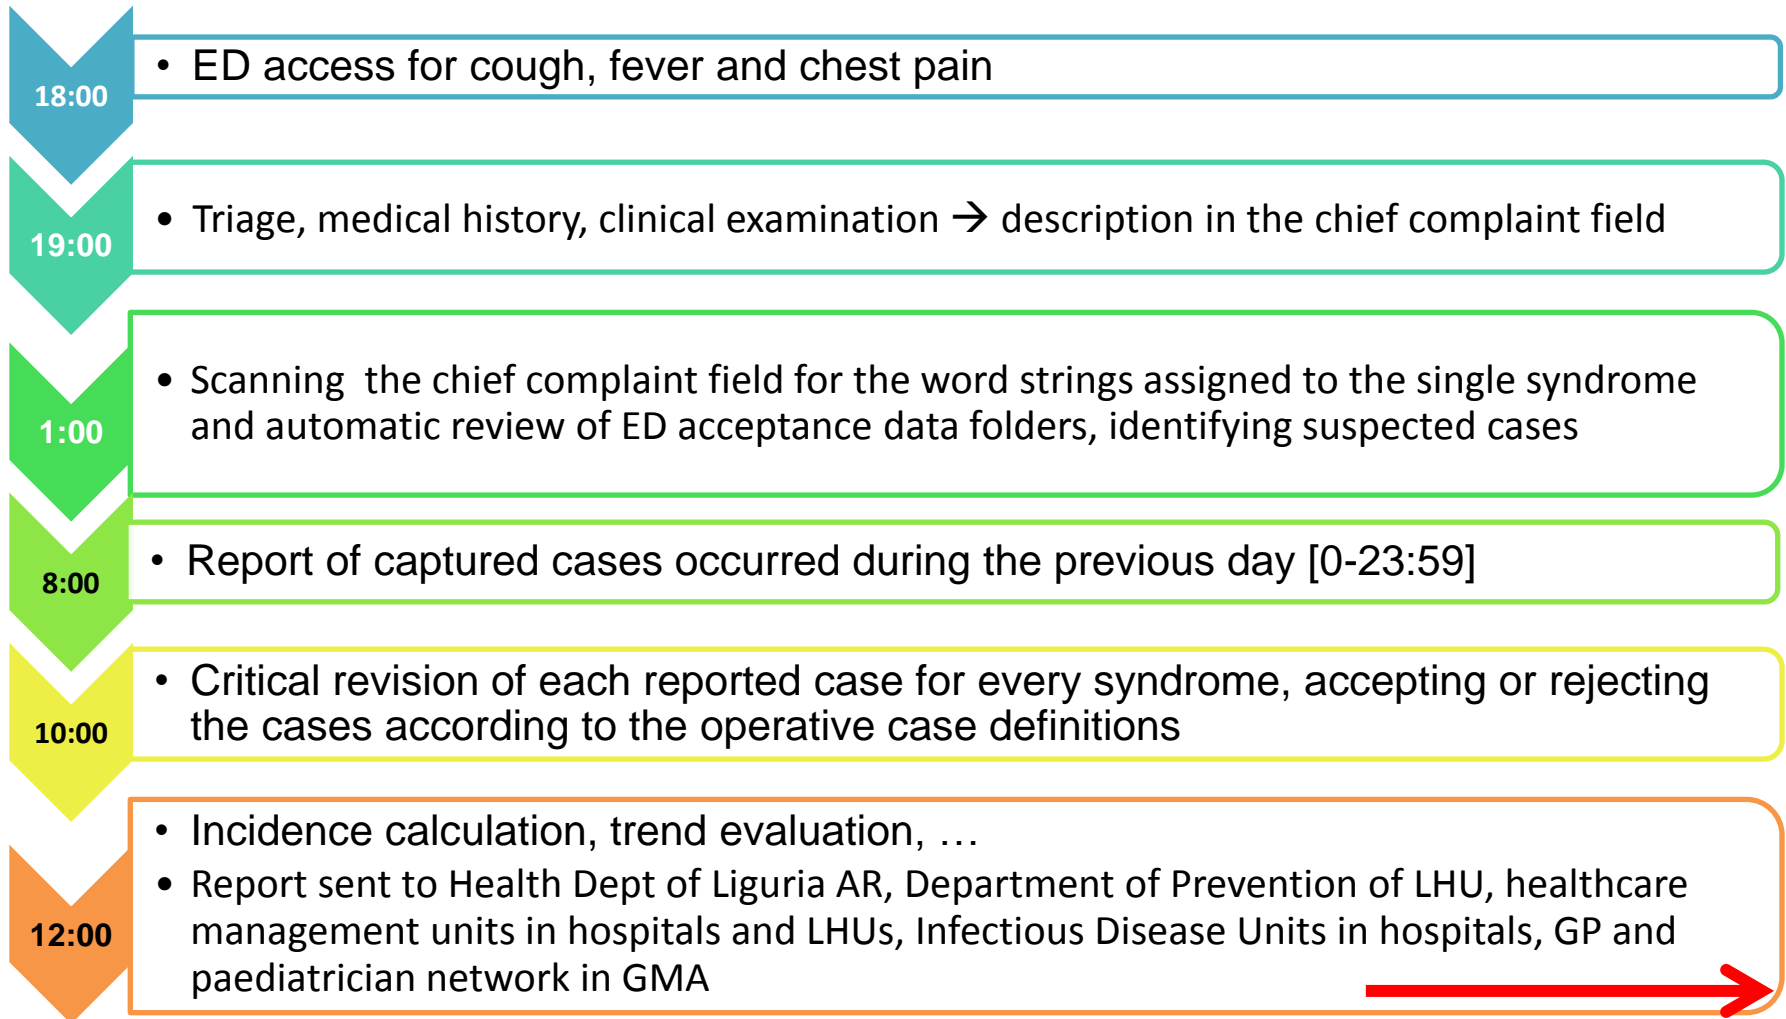 18:00
• ED access for cough, fever and chest pain
19:00
• Triage, medical history, clinical examination → description in the chief complaint field
1:00
• Scanning the chief complaint field for the word strings assigned to the single syndrome
and automatic review of ED acceptance data folders, identifying suspected cases
8:00
• Report of captured cases occurred during the previous day [0-23:59]
10:00
• Critical revision of each reported case for every syndrome, accepting or rejecting
the cases according to the operative case definitions
12:00
• Incidence calculation, trend evaluation, …
• Report sent to Health Dept of Liguria AR, Department of Prevention of LHU, healthcare
management units in hospitals and LHUs, Infectious Disease Units in hospitals, GP and
paediatrician network in GMA